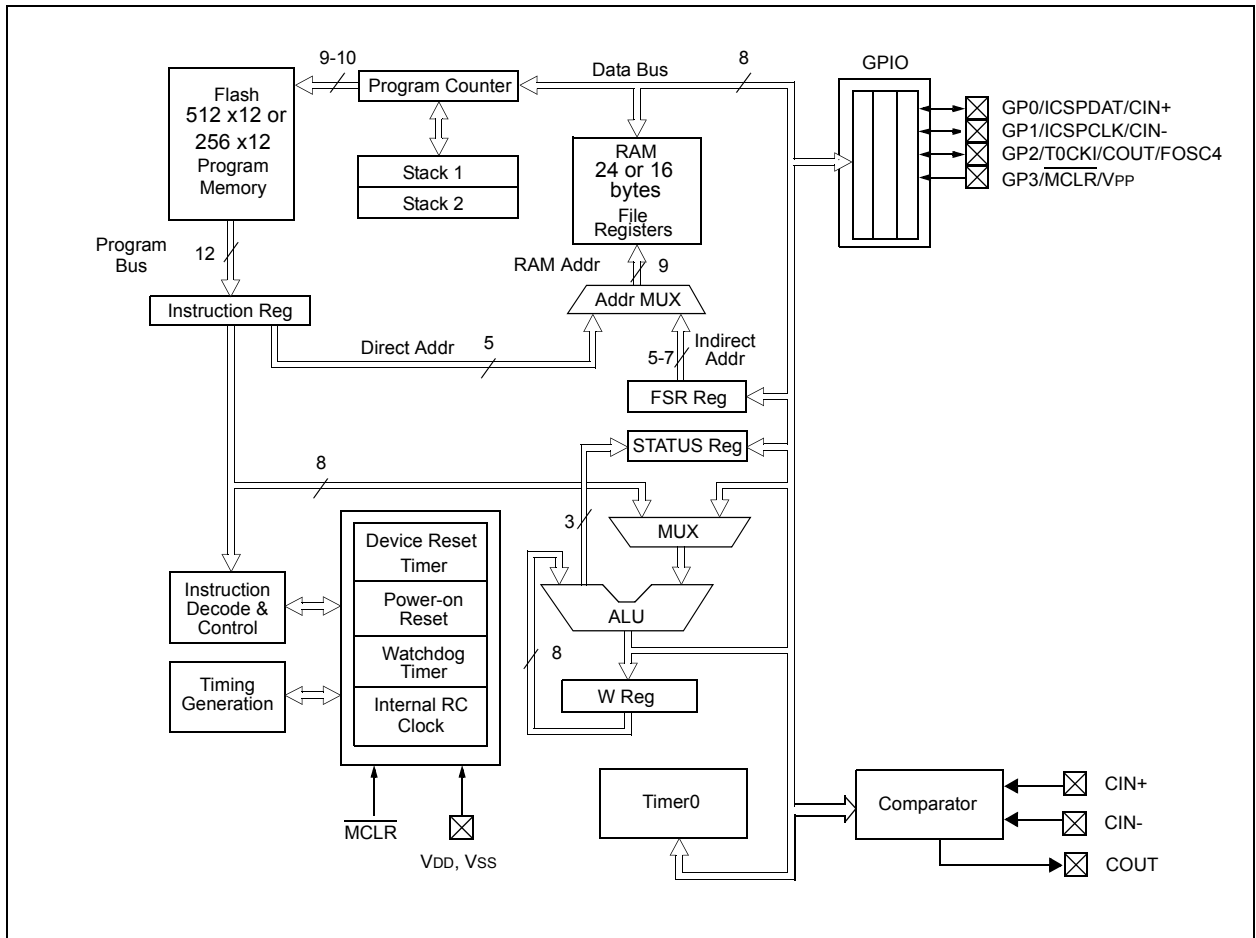 9-10
Flash
512 x12 or
256 x12
Program
Memory
Program Counter
Stack 1
Stack 2
Data Bus
8
RAM
24 or 16
bytes
File
Registers
GPIO
GP0/ICSPDAT/CIN+
GP1/ICSPCLK/CIN-
GP2/T0CKI/COUT/FOSC4
GP3/MCLR/VPP
Program
Bus
12
Instruction Reg
RAM Addr
9
Addr MUX
Direct Addr
5
5-7
Indirect
Addr
FSR Reg
STATUS Reg
8
3
MUX
ALU
8
W Reg
Device Reset
Timer
Power-on
Reset
Watchdog
Timer
Internal RC
Clock
Instruction
Decode &
Control
Timing
Generation
MCLR
VDD, VSS
Timer0
Comparator
CIN+
CIN-
COUT